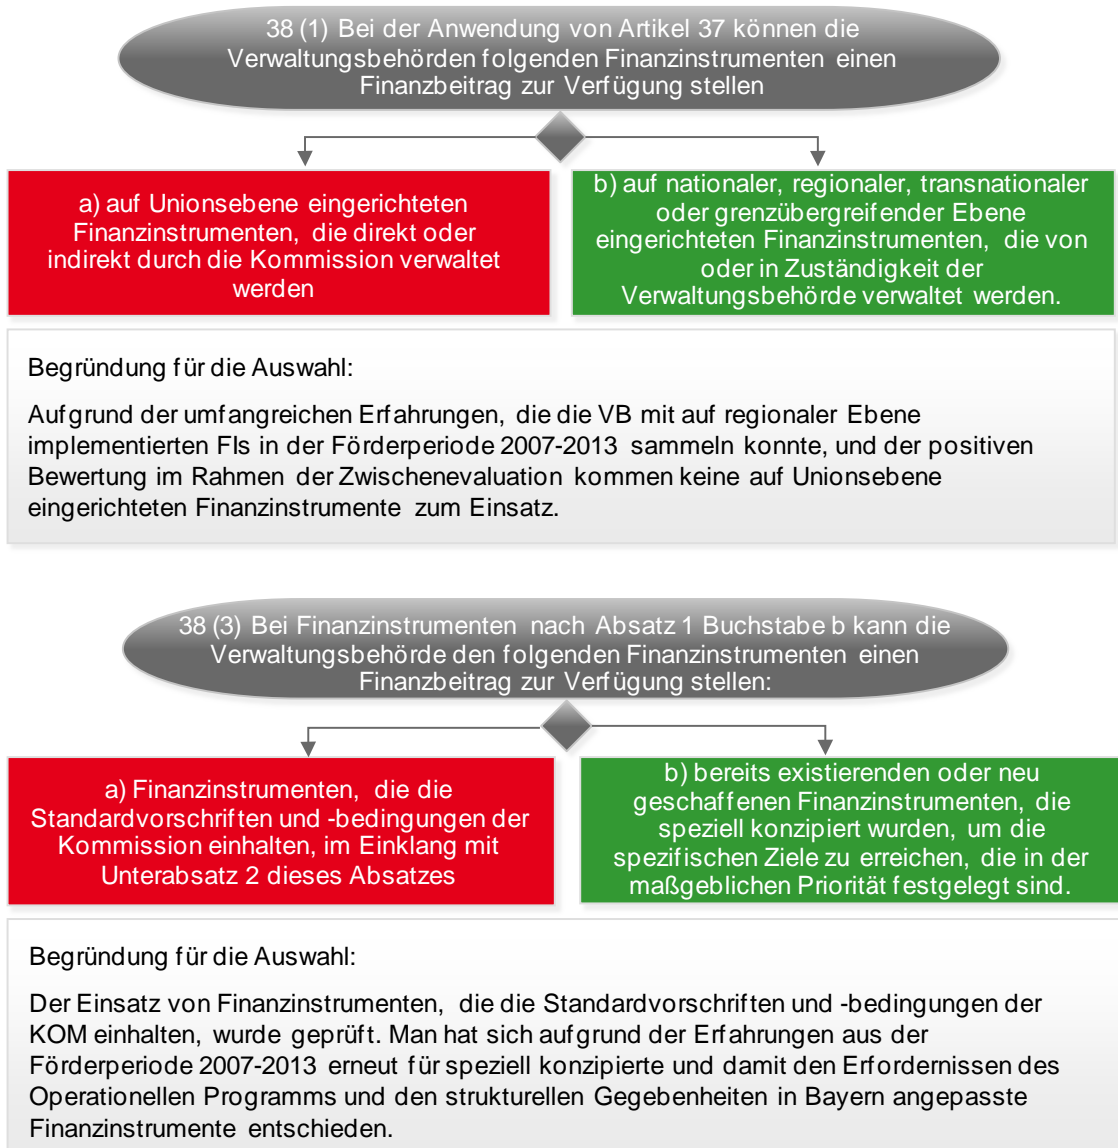 38 (1) Bei der Anwendung von Artikel 37 können die
Verwaltungsbehörden folgenden Finanzinstrumenten einen
Finanzbeitrag zur Verfügung stellen
a) auf Unionsebene eingerichteten
Finanzinstrumenten, die direkt oder
indirekt durch die Kommission verwaltet
werden
b) auf nationaler, regionaler, transnationaler
oder grenzübergreifender Ebene
eingerichteten Finanzinstrumenten, die von
oder in Zuständigkeit der
Verwaltungsbehörde verwaltet werden.
Begründung für die Auswahl:
Aufgrund der umfangreichen Erfahrungen, die die VB mit auf regionaler Ebene
implementierten FIs in der Förderperiode 2007-2013 sammeln konnte, und der positiven
Bewertung im Rahmen der Zwischenevaluation kommen keine auf Unionsebene
eingerichteten Finanzinstrumente zum Einsatz.
38 (3) Bei Finanzinstrumenten nach Absatz 1 Buchstabe b kann die
Verwaltungsbehörde den folgenden Finanzinstrumenten einen
Finanzbeitrag zur Verfügung stellen:
a) Finanzinstrumenten, die die
Standardvorschriften und -bedingungen der
Kommission einhalten, im Einklang mit
Unterabsatz 2 dieses Absatzes
b) bereits existierenden oder neu
geschaffenen Finanzinstrumenten, die
speziell konzipiert wurden, um die
spezifischen Ziele zu erreichen, die in der
maßgeblichen Priorität festgelegt sind.
Begründung für die Auswahl:
Der Einsatz von Finanzinstrumenten, die die Standardvorschriften und -bedingungen der
KOM einhalten, wurde geprüft. Man hat sich aufgrund der Erfahrungen aus der
Förderperiode 2007-2013 erneut für speziell konzipierte und damit den Erfordernissen des
Operationellen Programms und den strukturellen Gegebenheiten in Bayern angepasste
Finanzinstrumente entschieden.